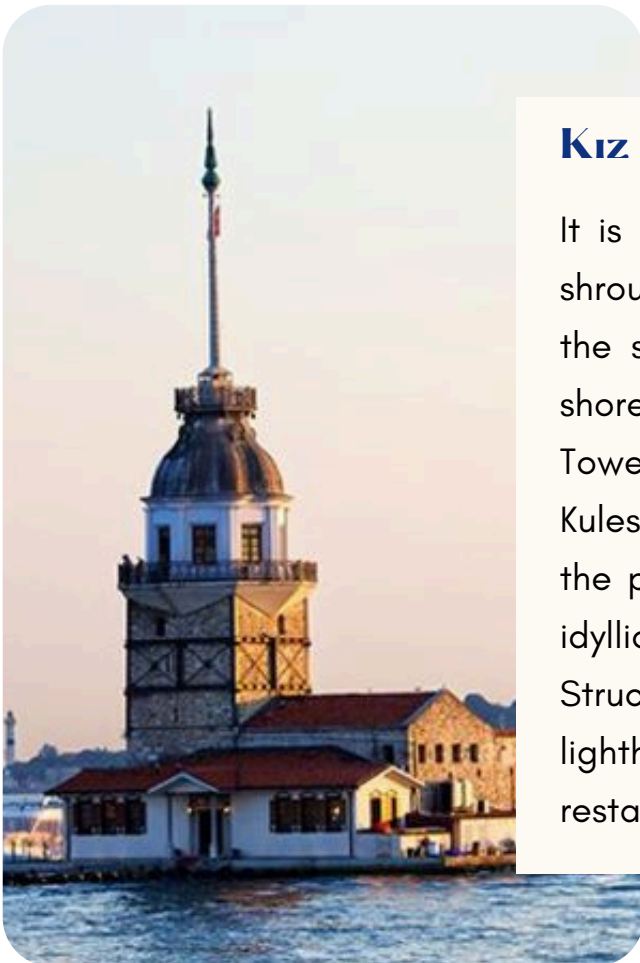 Kız
It is
shrou
the s
shore
Towe
Kules
the p
idyllic
Struc
lighth
resta